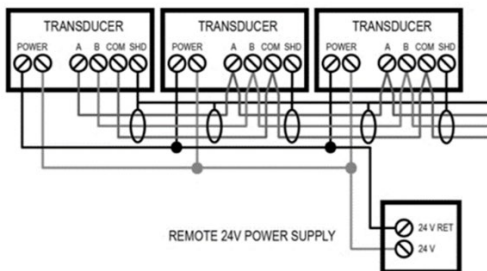 TRANSDUCER
POWER A B COM SHD
TRANSDUCER
POWER A B COM SHD
TRANSDUCER
POWER A B COM SHD
REMOTE 24V POWER SUPPLY
24 V RET
24 V